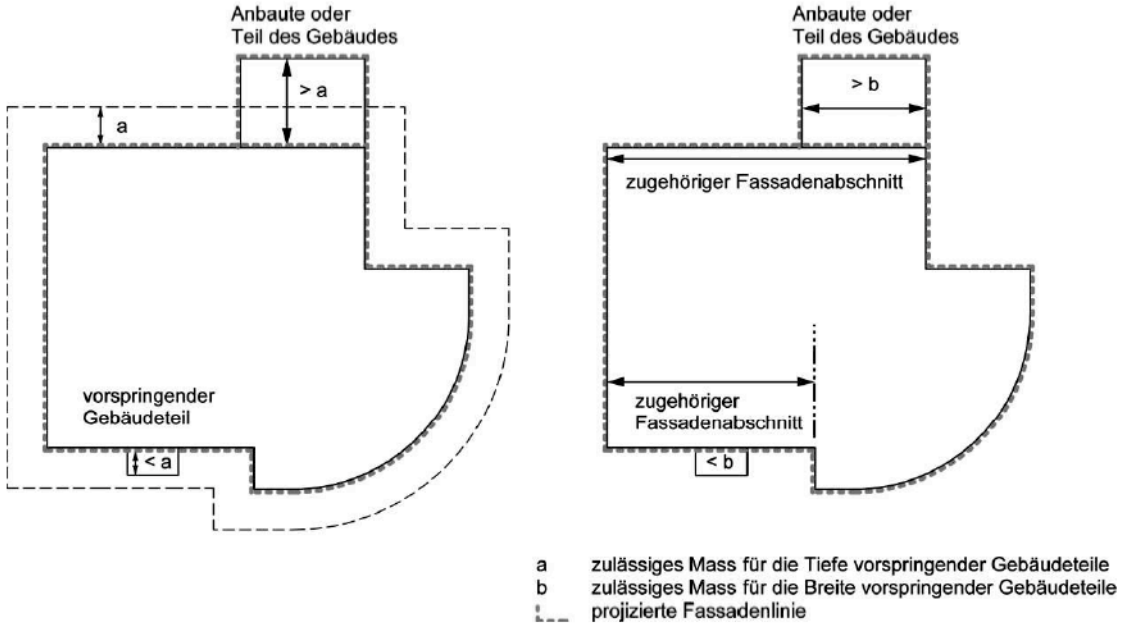 Anbaute oder
Teil des Gebäudes
> a
a
vorspringender
Gebäudeteil
< a
Anbaute oder
Teil des Gebäudes
> b
zugehöriger Fassadenabschnitt
zugehöriger
Fassadenabschnitt
< b
a zulässiges Mass für die Tiefe vorspringender Gebäudeteile
b zulässiges Mass für die Breite vorspringender Gebäudeteile
projizierte Fassadenlinie